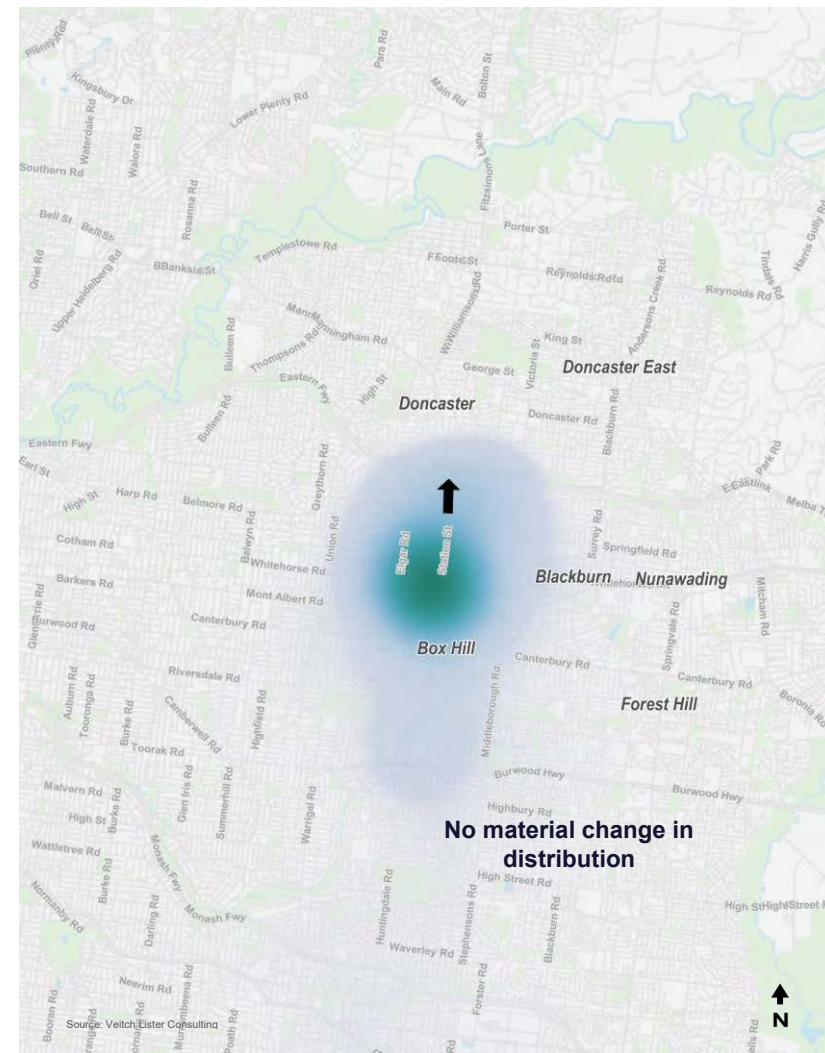 Plenty Rd
Para Rd
Bolton St
Main Rd
Kingsbury Dr
Waterdale Rd
Waiora Rd
Lower Plenty Rd
Southern Rd
Rosanna Rd
Fitzsimons Lane
Bell St
Bell St
Porter St
Harris Gully Rd
Tindals Rd
Oriel Rd
Upper Heidelberg Rd
Banksia St
Templestowe Rd
Foote St
Reynolds Rd
Reynolds Rd
Andersons Creek Rd
Williamsons Rd
Manningham Rd
Bulleen Rd
Thompsons Rd
King St
Victoria St
George St
Doncaster East
Eastern Fwy
High St
Doncaster
Doncaster Rd
Blackburn Rd
Bulleen Rd
Eastern Fwy
Park Rd
Earl St
Greythorn Rd
Eastlink
Melba T
High St
Harp Rd
Belmore Rd
Union Rd
Elgar Rd
Station St
Surrey Rd
Cotham Rd
Balwyn Rd
Springfield Rd
Whitehorse Rd
Blackburn
Nunawading
Barkers Rd
Mont Albert Rd
Mitcham Rd
Glenferrie Rd
Burwood Rd
Canterbury Rd
Springvale Rd
Box Hill
Canterbury Rd
Riversdale Rd
Canterbury Rd
Auburn Rd
Tooronga Rd
Burke Rd
Camberwell Rd
Highfield Rd
Middleborough Rd
Forest Hill
Boronia Rd
Toorak Rd
Burwood Hwy
Malvern Rd
Glen Iris Rd
Summerhill Rd
Burwood Hwy
High St
Burke Rd
Warrigal Rd
Highbury Rd
No material change in
distribution
Wattletree Rd
Monash Fwy
Burke Rd
High Street Rd
Normanby Rd
Darling Rd
Monash Fwy
Huntingdale Rd
Stephensons Rd
Blackburn Rd
High St
High Street
Waverley Rd
Neerim Rd
Forster Rd
Booran Rd
Murrumbeena Rd
Poath Rd
Source: Veitch Lister Consulting
N